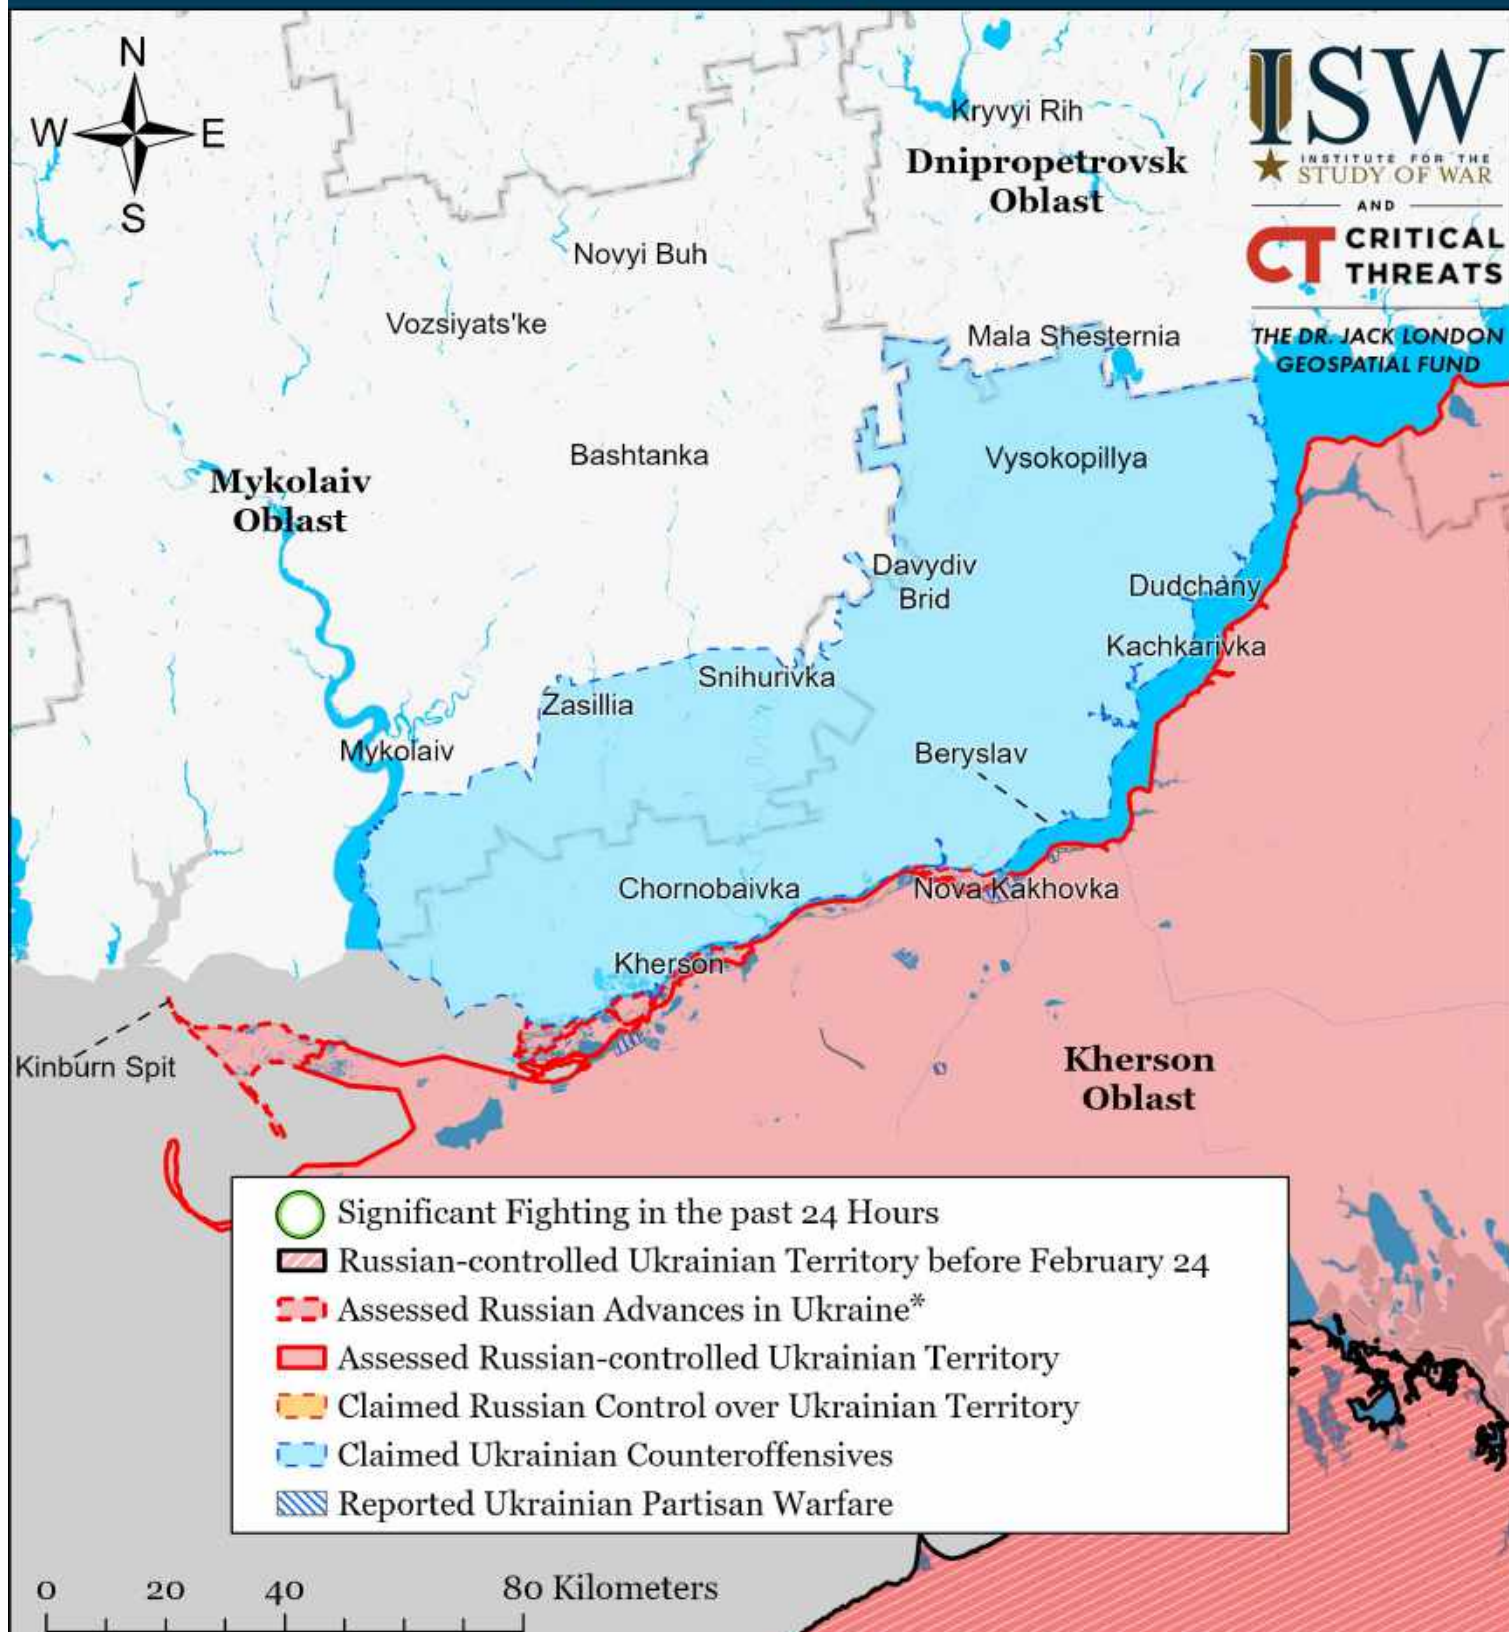 N
W E
S
ISW
INSTITUTE FOR THE
STUDY OF WAR
AND
CT CRITICAL
THREATS
THE DR. JACK LONDON
GEOSPATIAL FUND
Kryvyi Rih
Dnipropetrovsk
Oblast
Novyi Buh
Vozsiyats'ke
Mala Shesternia
Bashtanka
Vysokopillya
Mykolaiv
Oblast
Davydiv
Brid
Dudchany
Kachkarivka
Snihurivka
Zasillia
Mykolaiv
Beryslav
Chornobaivka
Nova Kakhovka
Kherson
Kinburn Spit
Kherson
Oblast
Significant Fighting in the past 24 Hours
Russian-controlled Ukrainian Territory before February 24
Assessed Russian Advances in Ukraine*
Assessed Russian-controlled Ukrainian Territory
Claimed Russian Control over Ukrainian Territory
Claimed Ukrainian Counteroffensives
Reported Ukrainian Partisan Warfare
0 20 40 80 Kilometers